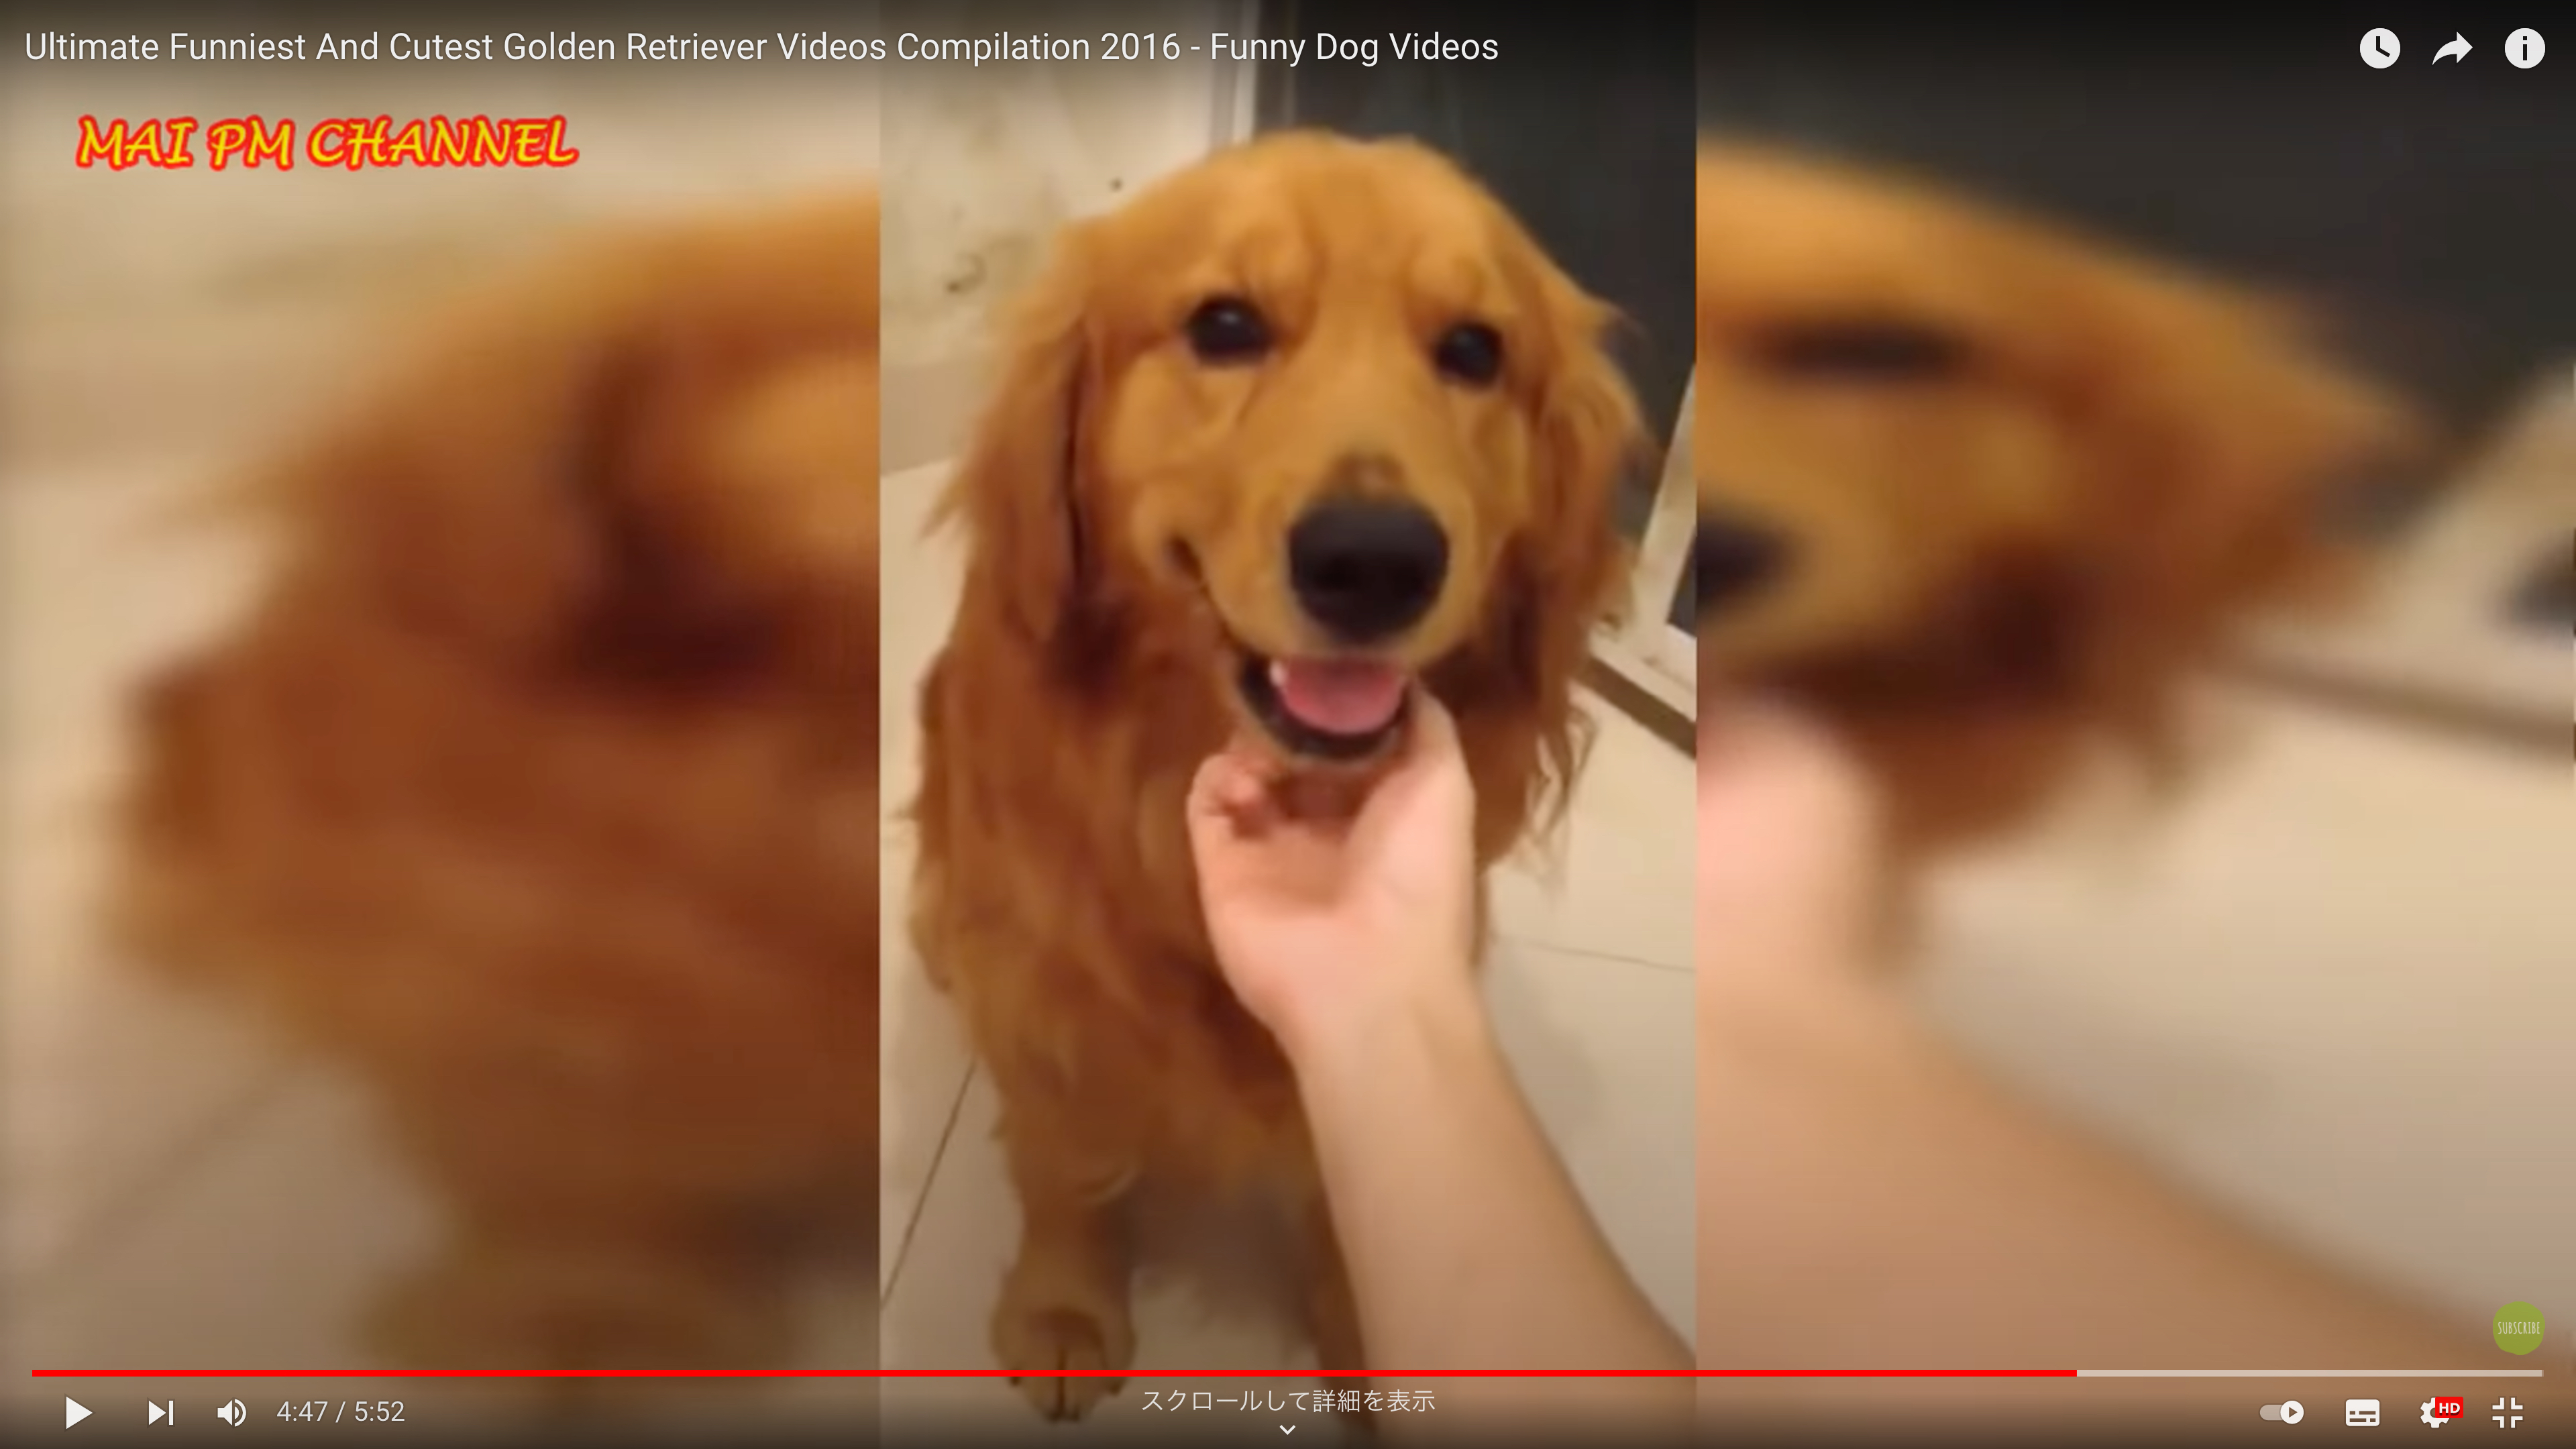 Ultimate Funniest And Cutest Golden Retriever Videos Compilation 2016 - Funny Dog Videos
MAI PM CHANNEL
SUBSCRIBE
4:47 / 5:52
スクロールして詳細を表示
HD